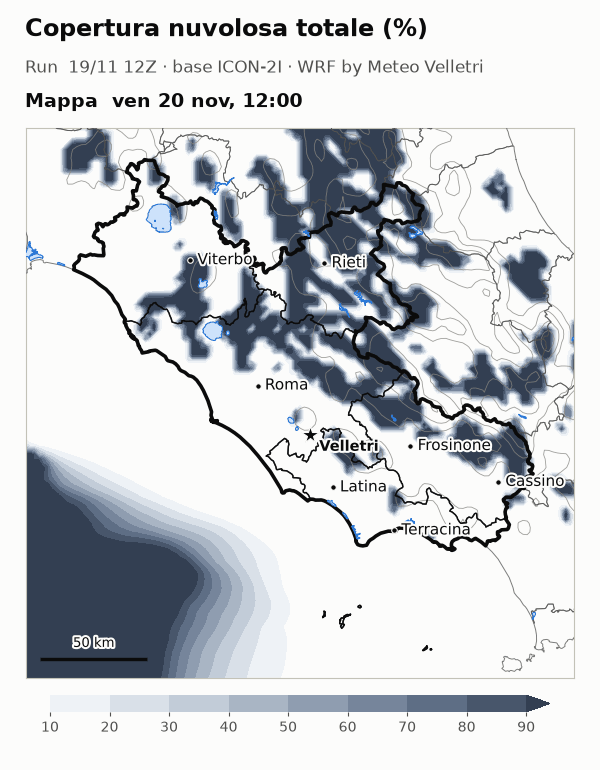 Copertura nuvolosa totale (%)
Run  19/11 12Z · base ICON-2I · WRF by Meteo Velletri
Mappa  ven 20 nov, 12:00
Viterbo
Rieti
Roma
Velletri
Frosinone
Cassino
Latina
Terracina
50 km
10 20 30 40 50 60 70 80 90